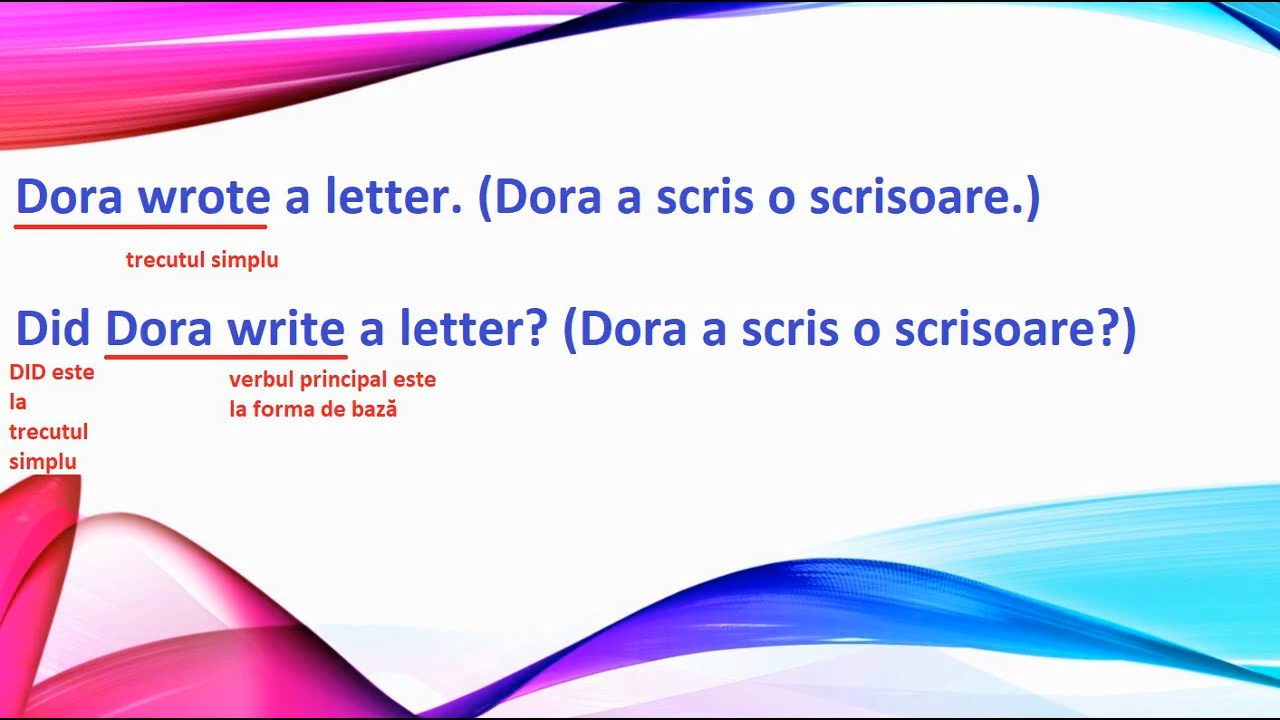 Dora wrote a letter. (Dora a scris o scrisoare.)
trecutul simplu
Did Dora write a letter? (Dora a scris o scrisoare?)
DID este
la
trecutul
simplu
verbul principal este
la forma de bază